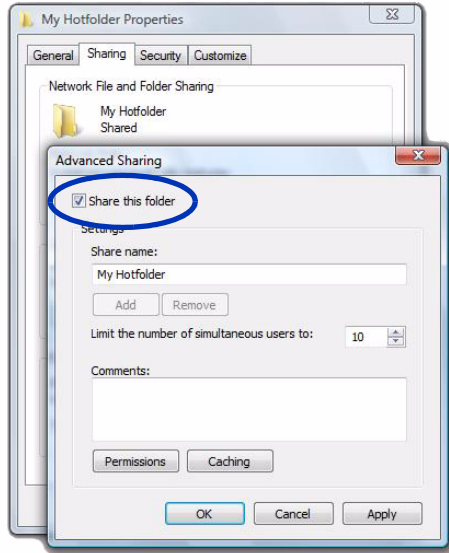 My Hotfolder Properties
General Sharing Security Customize
Network File and Folder Sharing
My Hotfolder
Shared
Advanced Sharing
Share this folder
Settings
Share name:
My Hotfolder
Add Remove
Limit the number of simultaneous users to: 10
Comments:
Permissions Caching
OK Cancel Apply